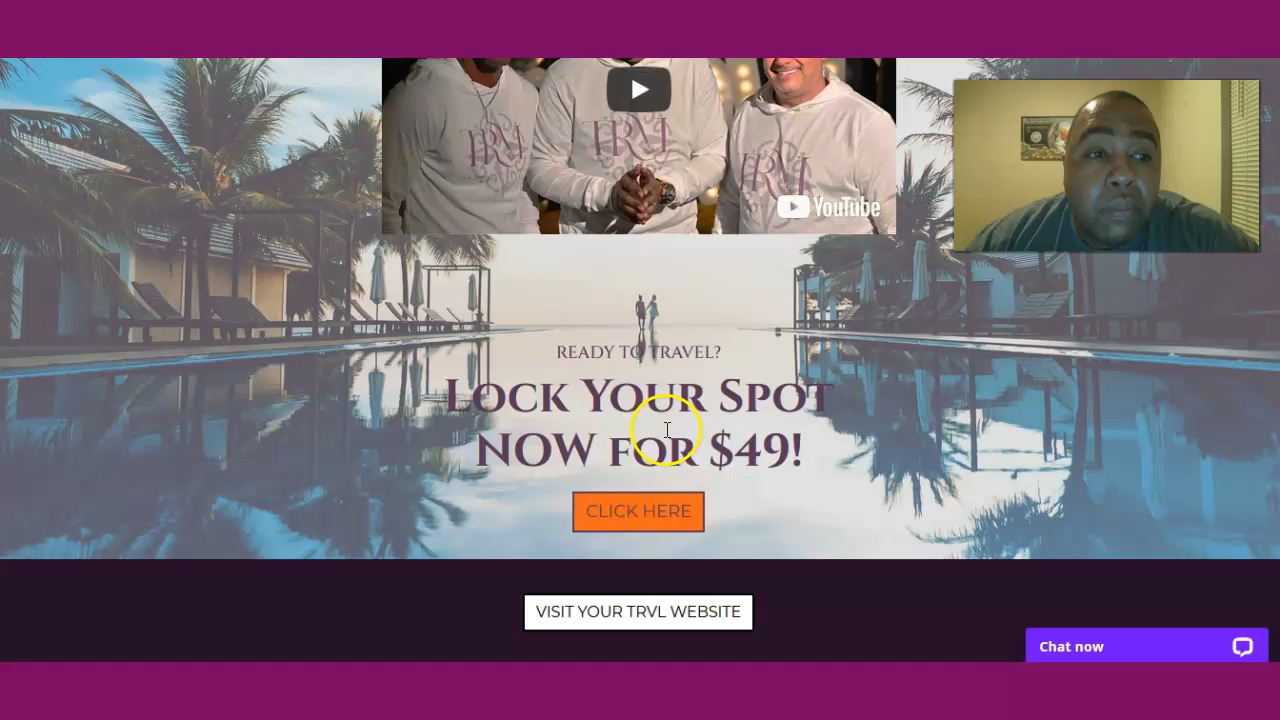 TRVL TRVL TRVL
YouTube
READY TO TRAVEL?
LOCK YOUR SPOT
NOW FOR $49!
CLICK HERE
VISIT YOUR TRVL WEBSITE
Chat now